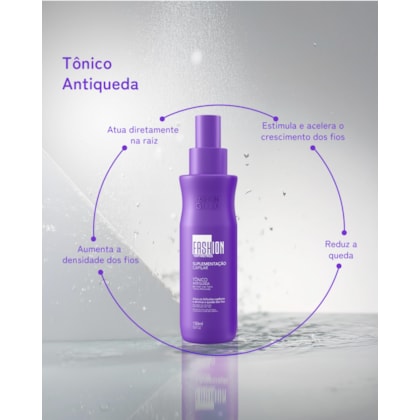 Tônico
Antiqueda
Atua diretamente
na raiz
Estimula e acelera o
crescimento dos fios
Aumenta a
densidade dos fios
Reduz a
queda
FASHION
SUPLEMENTAÇÃO
CAPILAR
TÔNICO